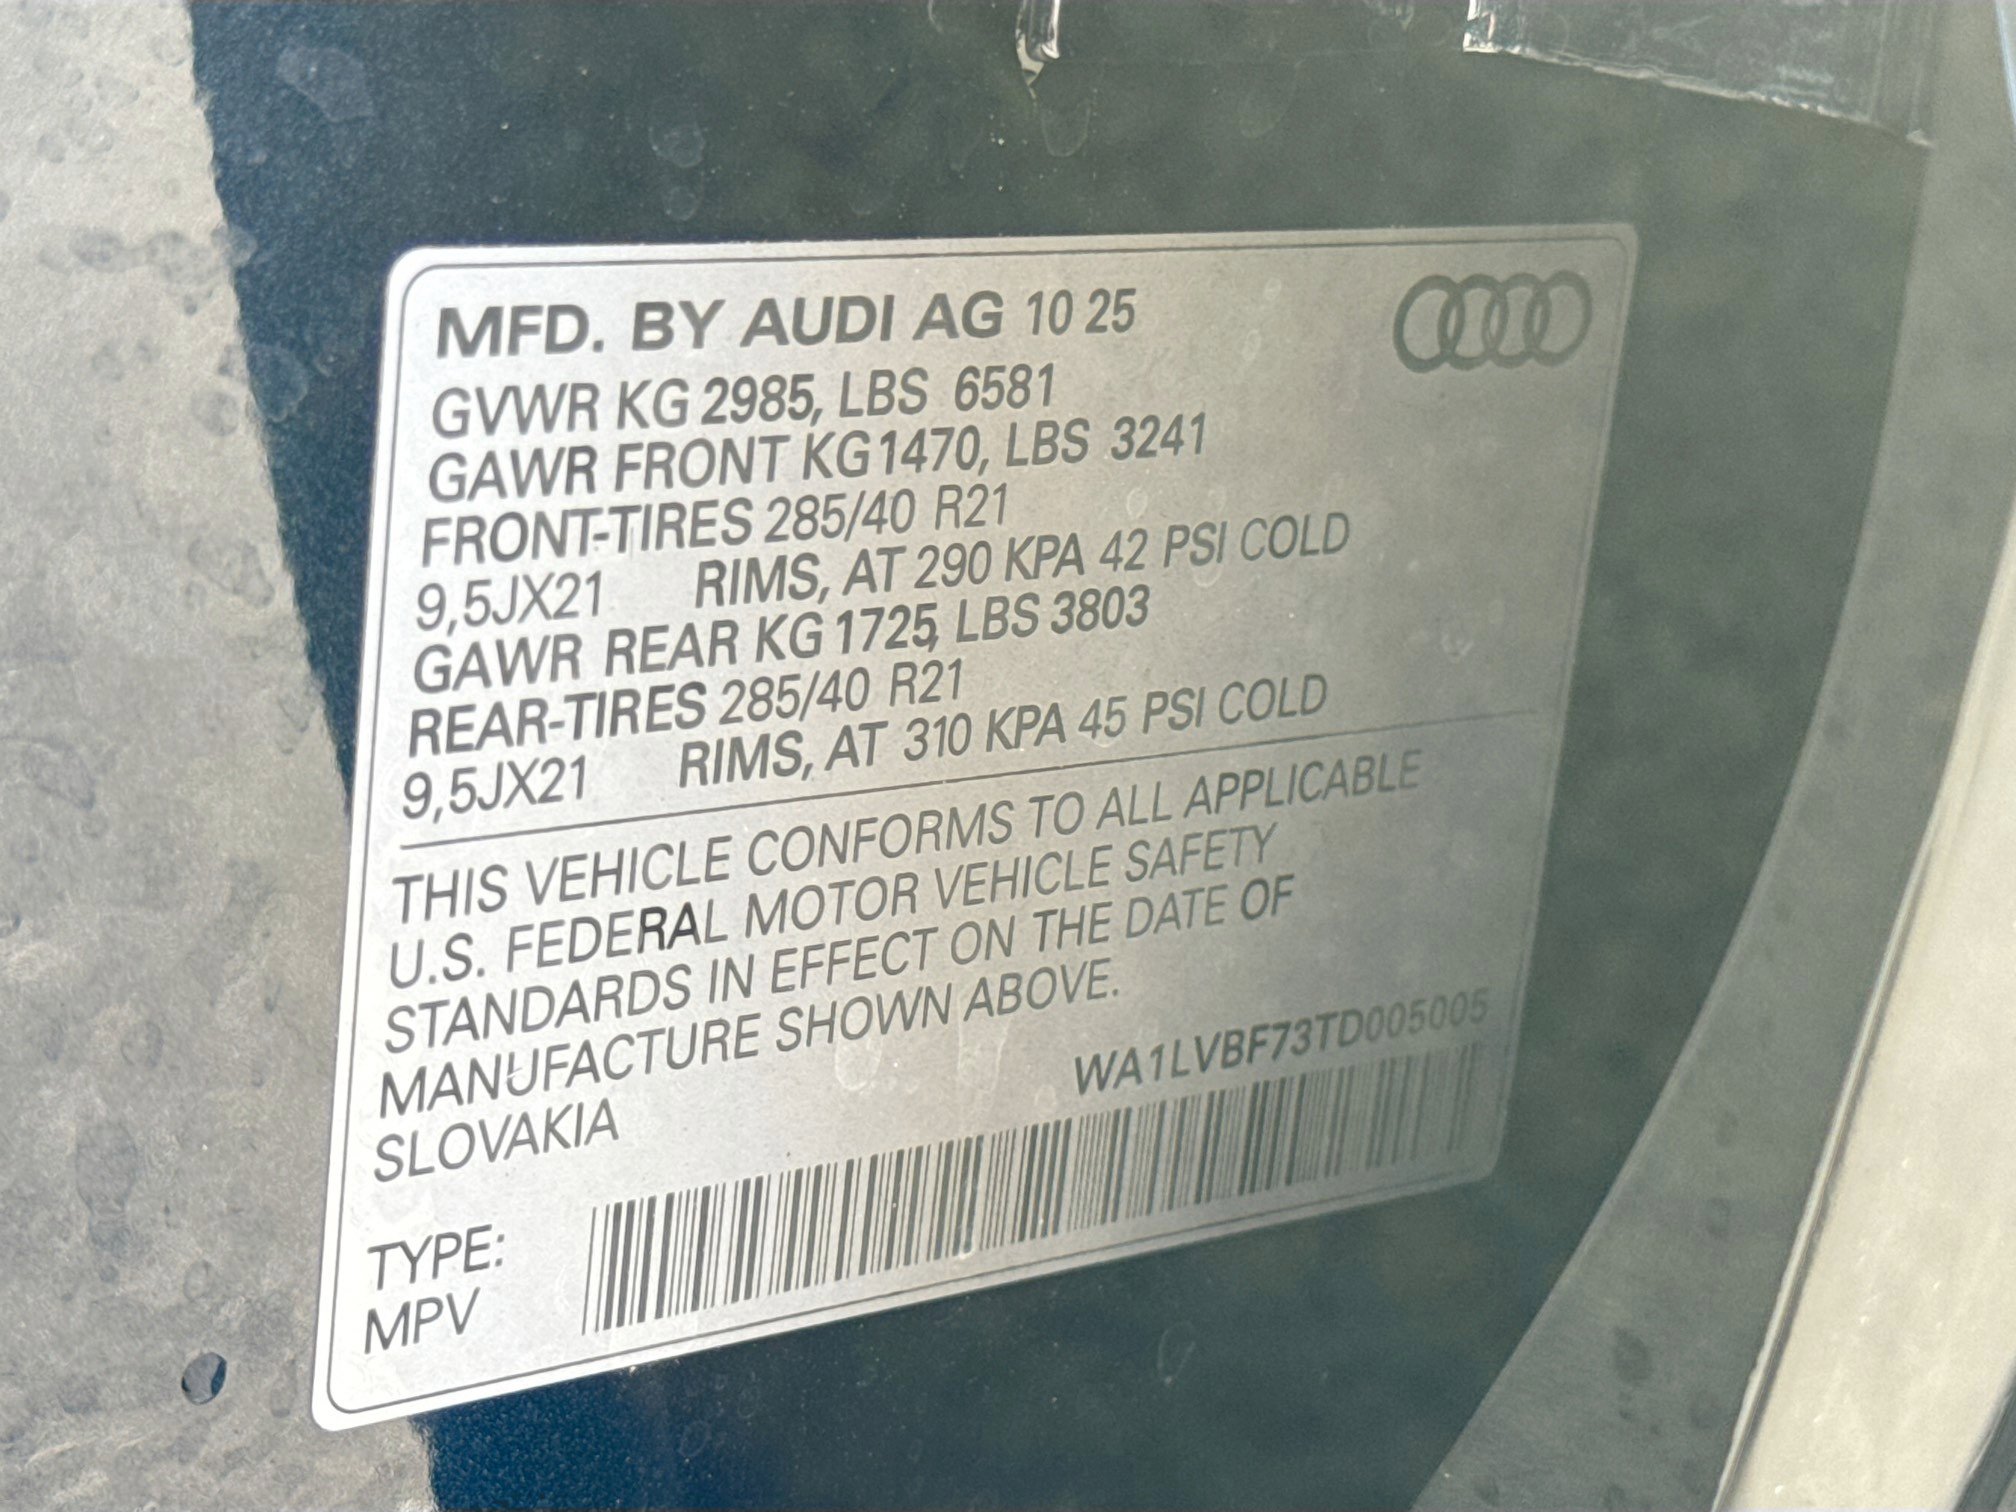 MFD. BY AUDI AG 10 25
GVWR KG 2985, LBS 6581
GAWR FRONT KG 1470, LBS 3241
FRONT-TIRES 285/40 R21
9,5JX21 RIMS, AT 290 KPA 42 PSI COLD
GAWR REAR KG 1725, LBS 3803
REAR-TIRES 285/40 R21
9,5JX21 RIMS, AT 310 KPA 45 PSI COLD
THIS VEHICLE CONFORMS TO ALL APPLICABLE
U.S. FEDERAL MOTOR VEHICLE SAFETY
STANDARDS IN EFFECT ON THE DATE OF
MANUFACTURE SHOWN ABOVE.
SLOVAKIA
WA1LVBF73TD005005
TYPE:
MPV